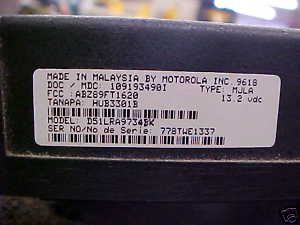 MADE IN MALAYSIA BY MOTOROLA INC. 9618
DOC / MDC: 109193490I TYPE: MJLA
FCC: ABZ89FT1620 13.2 vdc
TANAPA: HUB3301B
MODEL: D51LRA9734BK
SER NO/No de Serie: 778TWE1337